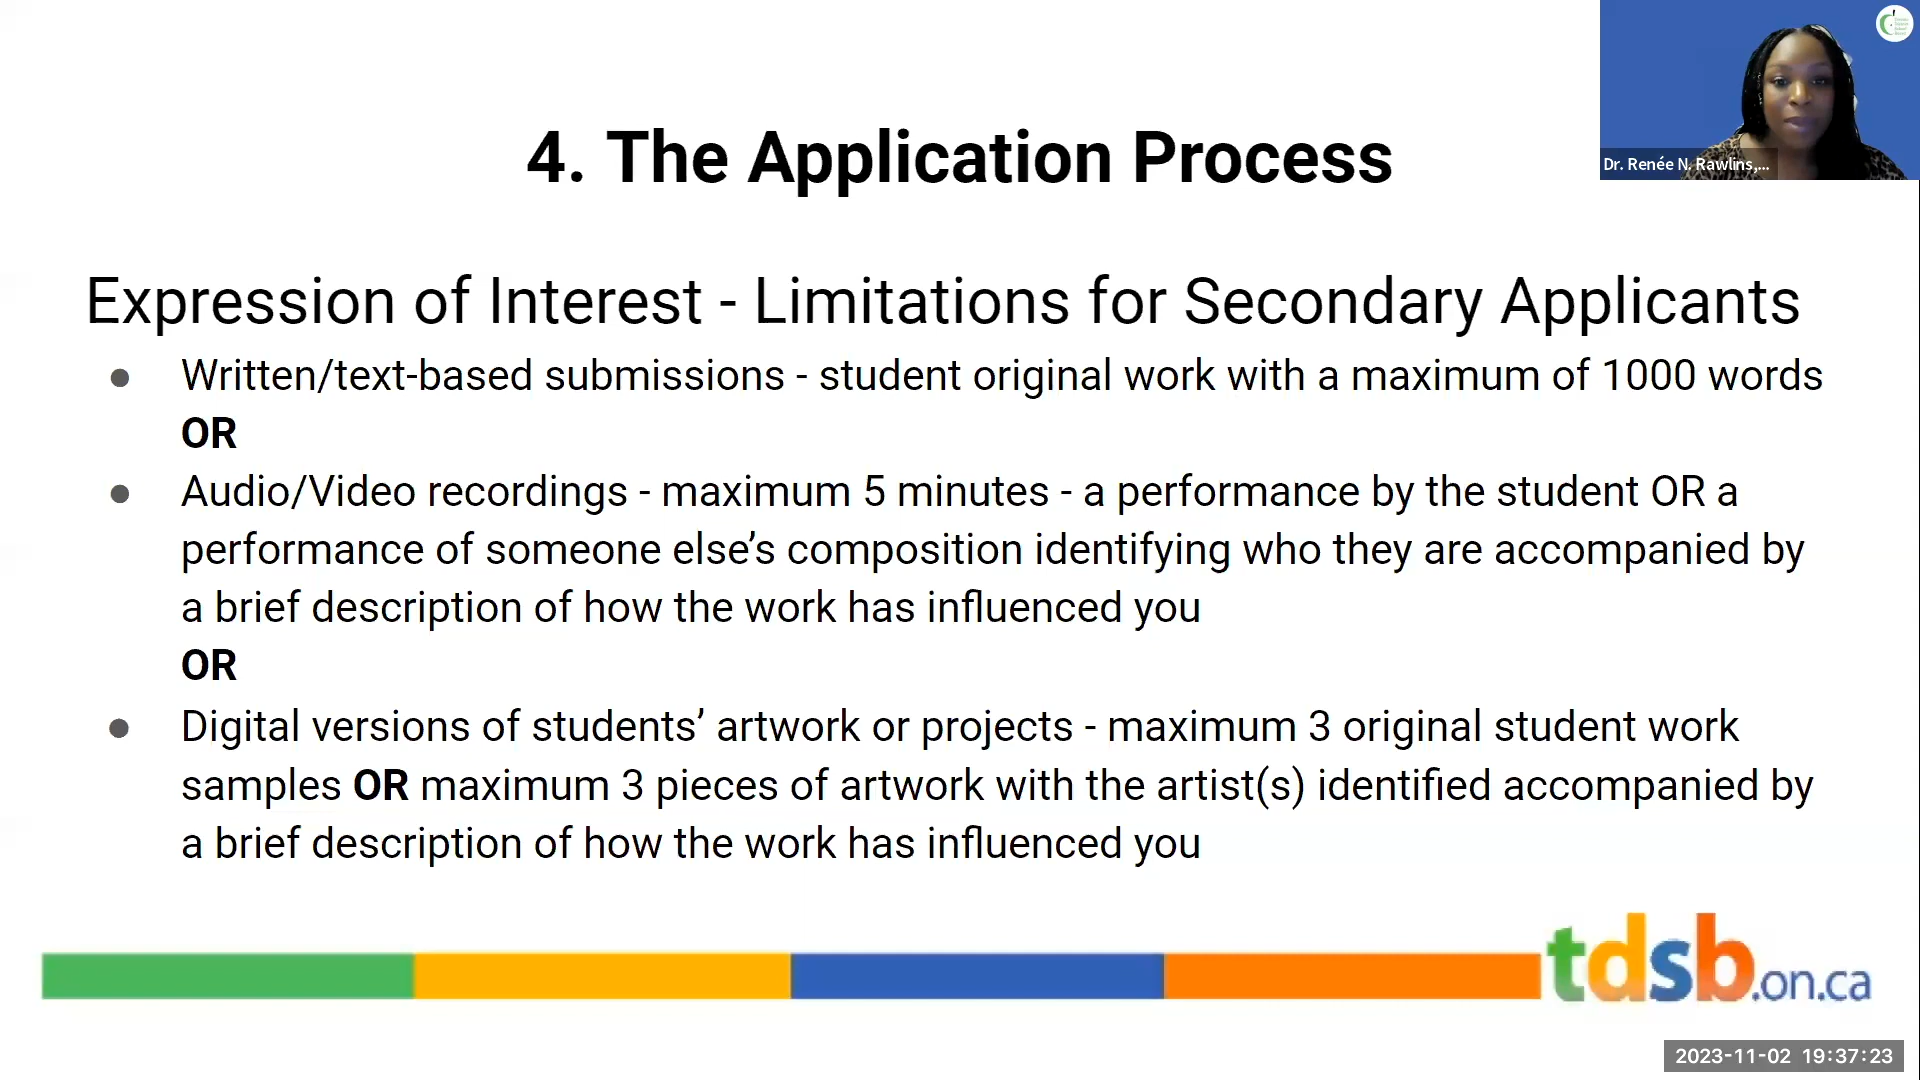 Dr. Renée N. Rawlins,...
4. The Application Process
Expression of Interest - Limitations for Secondary Applicants
● Written/text-based submissions - student original work with a maximum of 1000 words
OR
● Audio/Video recordings - maximum 5 minutes - a performance by the student OR a
performance of someone else’s composition identifying who they are accompanied by
a brief description of how the work has influenced you
OR
● Digital versions of students’ artwork or projects - maximum 3 original student work
samples OR maximum 3 pieces of artwork with the artist(s) identified accompanied by
a brief description of how the work has influenced you
tdsb.on.ca
2023-11-02 19:37:23